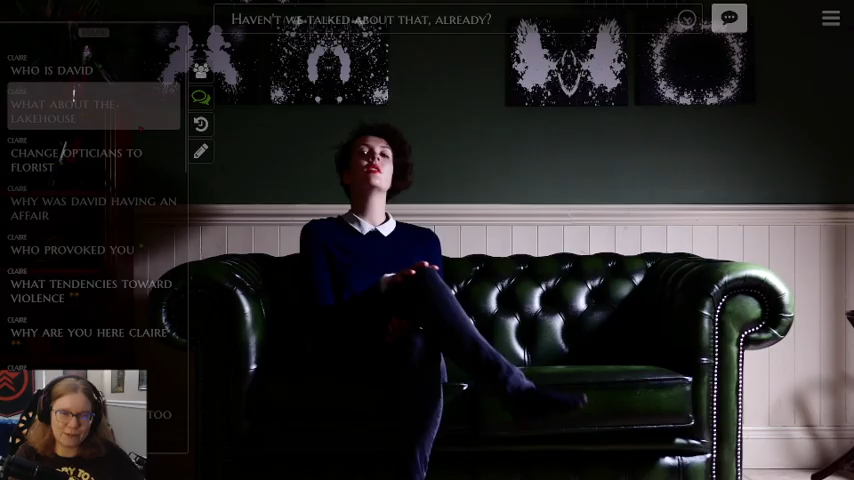 Haven't we talked about that, already?
CLAIRE
WHO IS DAVID
CLAIRE
WHAT ABOUT THE
LAKEHOUSE
CLAIRE
CHANGE OPTICIANS TO
FLORIST
CLAIRE
WHY WAS DAVID HAVING AN
AFFAIR
CLAIRE
WHO PROVOKED YOU *
CLAIRE
WHAT TENDENCIES TOWARD
VIOLENCE **
CLAIRE
WHY ARE YOU HERE CLAIRE
**
CLAIRE
TOO